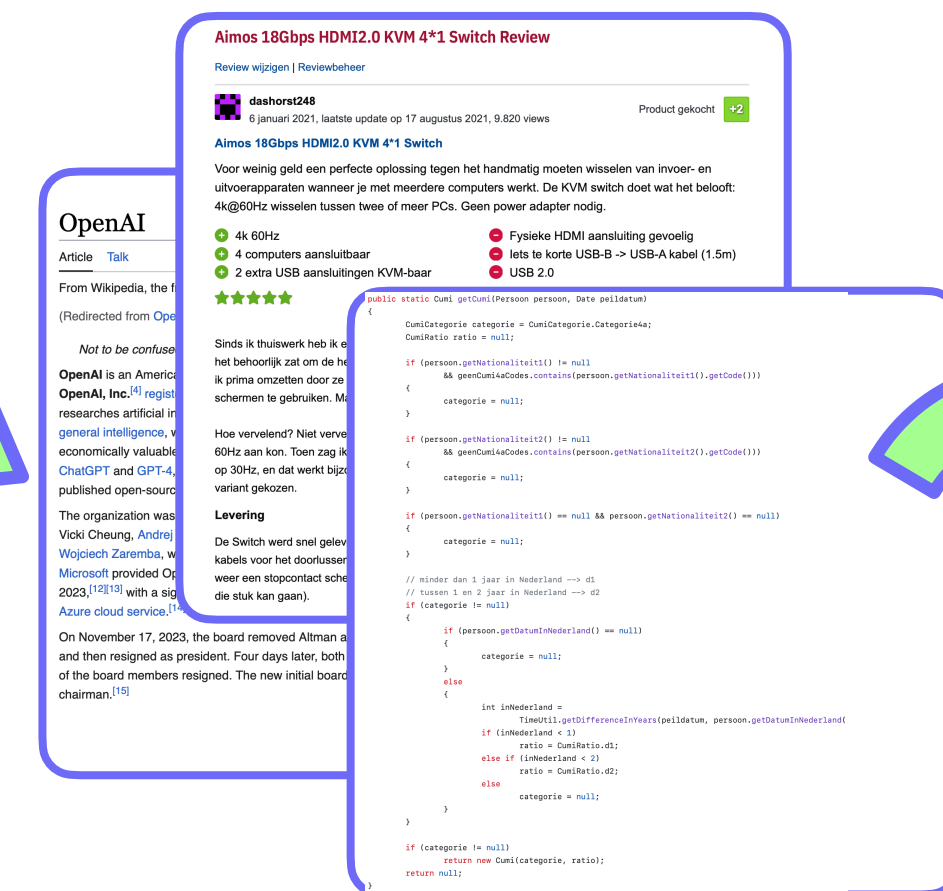 Aimos 18Gbps HDMI2.0 KVM 4*1 Switch Review
Review wijzigen | Reviewbeheer
dashorst248
6 januari 2021, laatste update op 17 augustus 2021, 9.820 views
Product gekocht +2
Aimos 18Gbps HDMI2.0 KVM 4*1 Switch
Voor weinig geld een perfecte oplossing tegen het handmatig moeten wisselen van invoer- en
uitvoerapparaten wanneer je met meerdere computers werkt. De KVM switch doet wat het belooft:
4k@60Hz wisselen tussen twee of meer PCs. Geen power adapter nodig.
4k 60Hz
4 computers aansluitbaar
2 extra USB aansluitingen KVM-baar
Fysieke HDMI aansluiting gevoelig
Iets te korte USB-B -> USB-A kabel (1.5m)
USB 2.0
Sinds ik thuiswerk heb ik e
het behoorlijk zat om de he
ik prima omzetten door ze
schermen te gebruiken. Ma
Hoe vervelend? Niet verve
60Hz aan kon. Toen zag ik
op 30Hz, en dat werkt bijzo
variant gekozen.
Levering
De Switch werd snel gelev
kabels voor het doorlusser
weer een stopcontact sche
die stuk kan gaan).
OpenAI
Article Talk
From Wikipedia, the f
(Redirected from Ope
Not to be confuse
OpenAI is an America
OpenAI, Inc.[4] regist
researches artificial in
general intelligence, w
economically valuable
ChatGPT and GPT-4,
published open-sourc
The organization was
Vicki Cheung, Andrej
Wojciech Zaremba, w
Microsoft provided Op
2023,[12][13] with a sig
Azure cloud service.[14
On November 17, 2023, the board removed Altman a
and then resigned as president. Four days later, both
of the board members resigned. The new initial board
chairman.[15]
public static Cumi getCumi(Persoon persoon, Date peildatum)
{
CumiCategorie categorie = CumiCategorie.Categorie4a;
CumiRatio ratio = null;
if (persoon.getNationaliteit1() != null
&& geenCumi4aCodes.contains(persoon.getNationaliteit1().getCode()))
{
categorie = null;
}
if (persoon.getNationaliteit2() != null
&& geenCumi4aCodes.contains(persoon.getNationaliteit2().getCode()))
{
categorie = null;
}
if (persoon.getNationaliteit1() == null && persoon.getNationaliteit2() == null)
{
categorie = null;
}
// minder dan 1 jaar in Nederland --> d1
// tussen 1 en 2 jaar in Nederland --> d2
if (categorie != null)
{
if (persoon.getDatumInNederland() == null)
{
categorie = null;
}
else
{
int inNederland =
TimeUtil.getDifferenceInYears(peildatum, persoon.getDatumInNederland(
if (inNederland < 1)
ratio = CumiRatio.d1;
else if (inNederland < 2)
ratio = CumiRatio.d2;
else
categorie = null;
}
}
if (categorie != null)
return new Cumi(categorie, ratio);
return null;
}